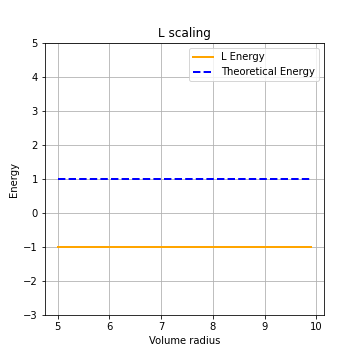 L scaling
L Energy
Theoretical Energy
5
4
3
2
1
0
−1
−2
−3
Energy
5 6 7 8 9 10
Volume radius